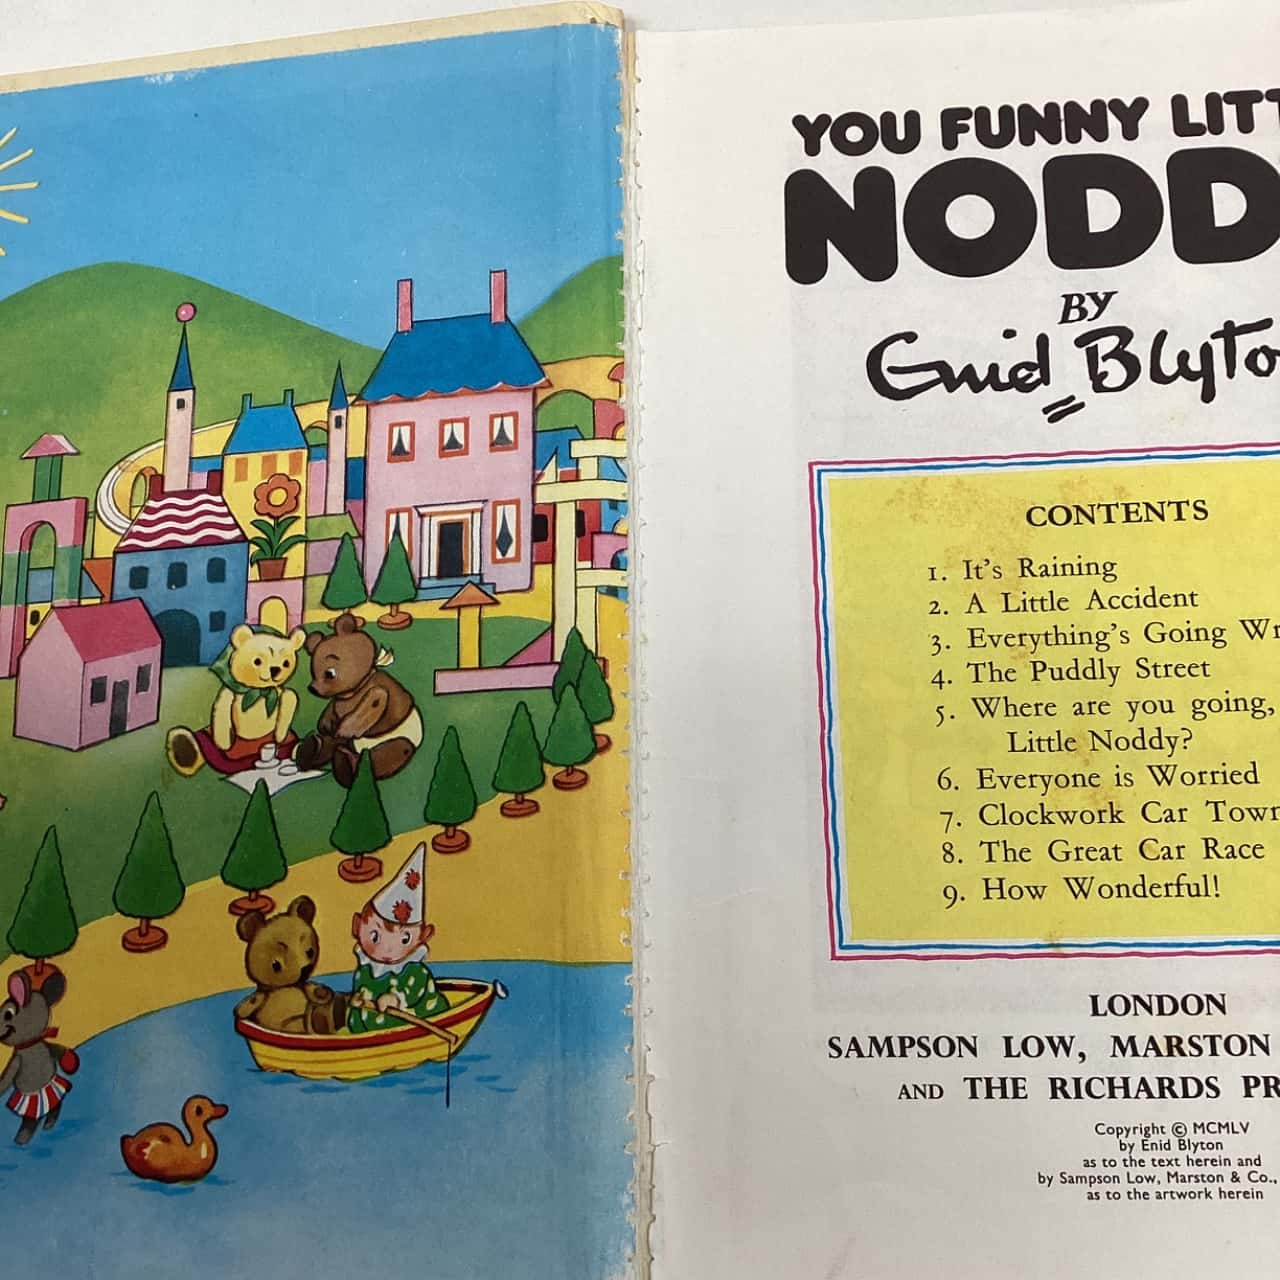 YOU FUNNY LITT
NODD
BY
Enid Blyto
CONTENTS
1. It's Raining
2. A Little Accident
3. Everything's Going Wr
4. The Puddly Street
5. Where are you going,
Little Noddy?
6. Everyone is Worried
7. Clockwork Car Town
8. The Great Car Race
9. How Wonderful!
LONDON
SAMPSON LOW, MARSTON
AND THE RICHARDS PR
Copyright © MCMLV
by Enid Blyton
as to the text herein and
by Sampson Low, Marston & Co.,
as to the artwork herein